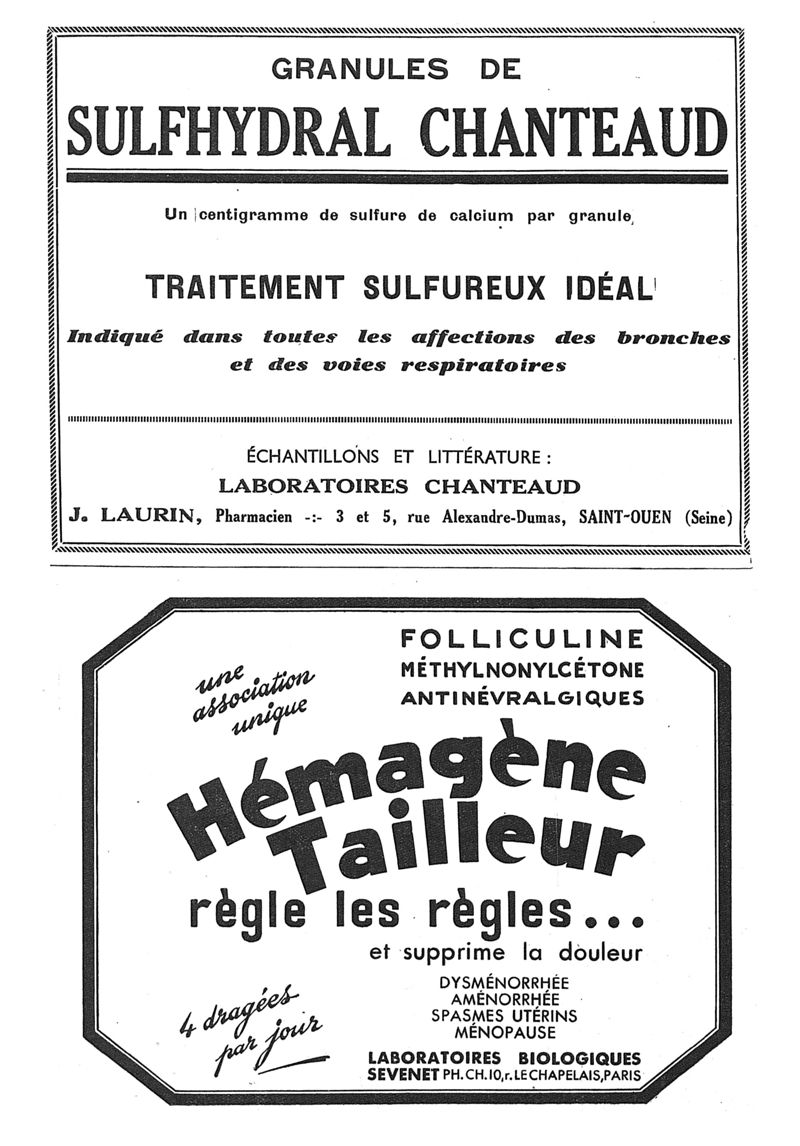 GRANULES DE
SULFHYDRAL CHANTEAUD
Un centigramme de sulfure de calcium par granule
TRAITEMENT SULFUREUX IDÉAL
Indiqué dans toutes les affections des bronches
et des voies respiratoires
ÉCHANTILLONS ET LITTÉRATURE :
LABORATOIRES CHANTEAUD
J. LAURIN, Pharmacien -:- 3 et 5, rue Alexandre-Dumas, SAINT-OUEN (Seine)
une
association
unique
FOLLICULINE
MÉTHYLNONYLCÉTONE
ANTINÉVRALGIQUES
Hémagène
Tailleur
règle les règles...
et supprime la douleur
4 dragées
par jour
DYSMÉNORRHÉE
AMÉNORRHÉE
SPASMES UTÉRINS
MÉNOPAUSE
LABORATOIRES BIOLOGIQUES
SEVENET PH. CH. 10, r. LE CHAPELAIS, PARIS